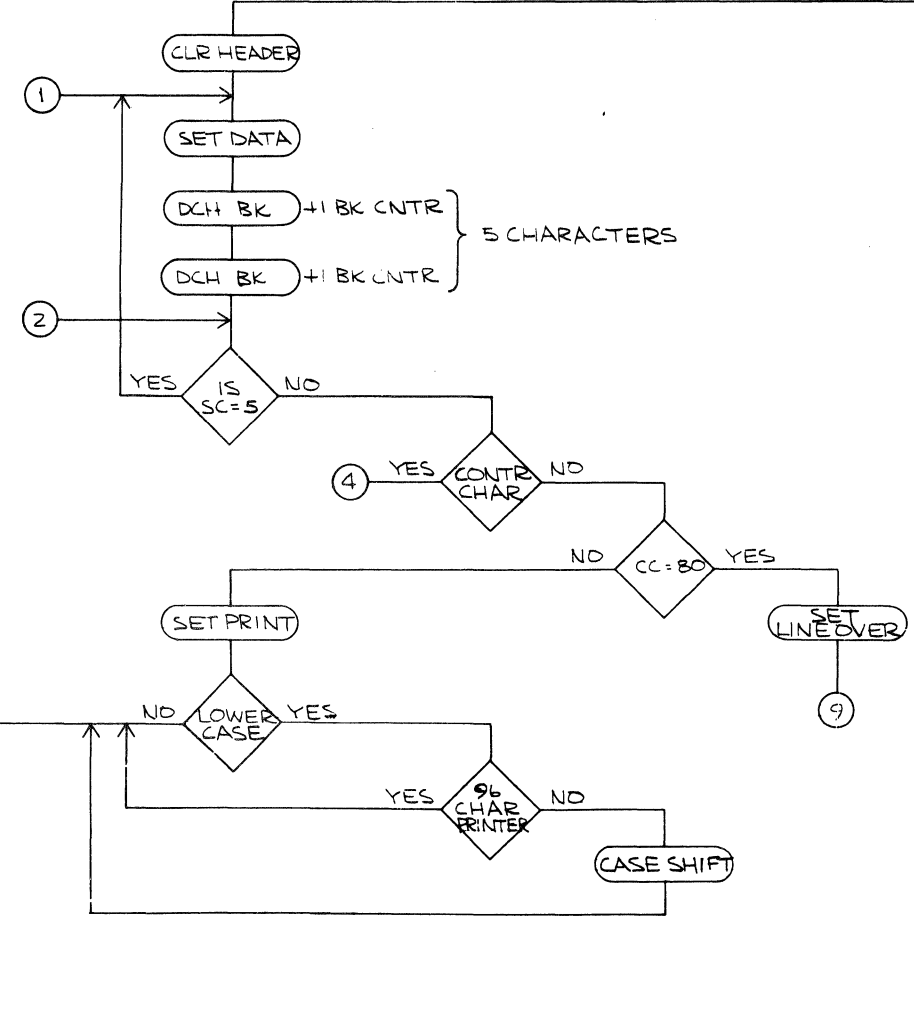 CLR HEADER
1
SET DATA
DCH BK +1 BK CNTR
5 CHARACTERS
DCH BK +1 BK CNTR
2
YES
IS
SC=5
NO
4
YES
CONTR
CHAR
NO
NO
CC=80
YES
SET PRINT
SET
LINE OVER
9
NO
LOWER
CASE
YES
YES
96
CHAR
PRINTER
NO
CASE SHIFT